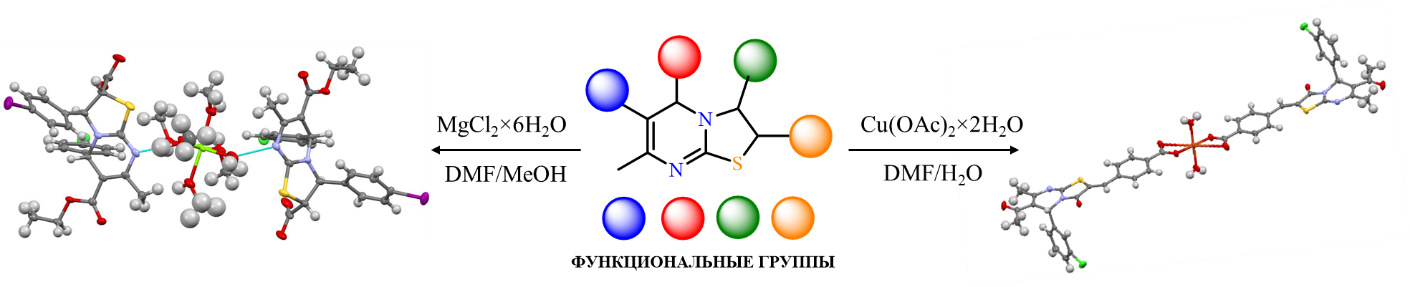 MgCl₂×6H₂O
DMF/MeOH
N
N
S
Cu(OAc)₂×2H₂O
DMF/H₂O
ФУНКЦИОНАЛЬНЫЕ ГРУППЫ